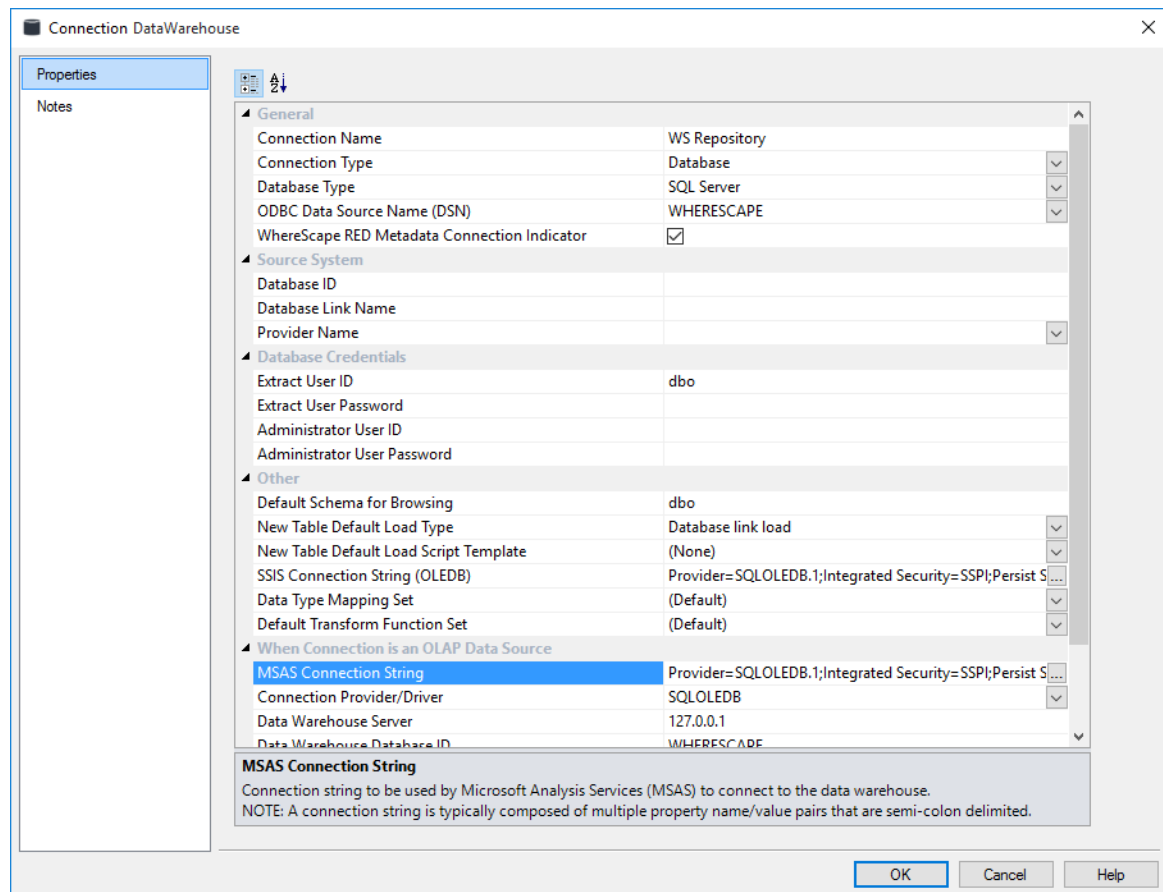 Connection DataWarehouse
Properties
Notes
General
Connection Name WS Repository
Connection Type Database
Database Type SQL Server
ODBC Data Source Name (DSN) WHERESCAPE
WhereScape RED Metadata Connection Indicator
Source System
Database ID
Database Link Name
Provider Name
Database Credentials
Extract User ID dbo
Extract User Password
Administrator User ID
Administrator User Password
Other
Default Schema for Browsing dbo
New Table Default Load Type Database link load
New Table Default Load Script Template (None)
SSIS Connection String (OLEDB) Provider=SQLOLEDB.1;Integrated Security=SSPI;Persist S...
Data Type Mapping Set (Default)
Default Transform Function Set (Default)
When Connection is an OLAP Data Source
MSAS Connection String Provider=SQLOLEDB.1;Integrated Security=SSPI;Persist S...
Connection Provider/Driver SQLOLEDB
Data Warehouse Server 127.0.0.1
Data Warehouse Database ID WHERESCAPE
MSAS Connection String
Connection string to be used by Microsoft Analysis Services (MSAS) to connect to the data warehouse.
NOTE: A connection string is typically composed of multiple property name/value pairs that are semi-colon delimited.
OK Cancel Help